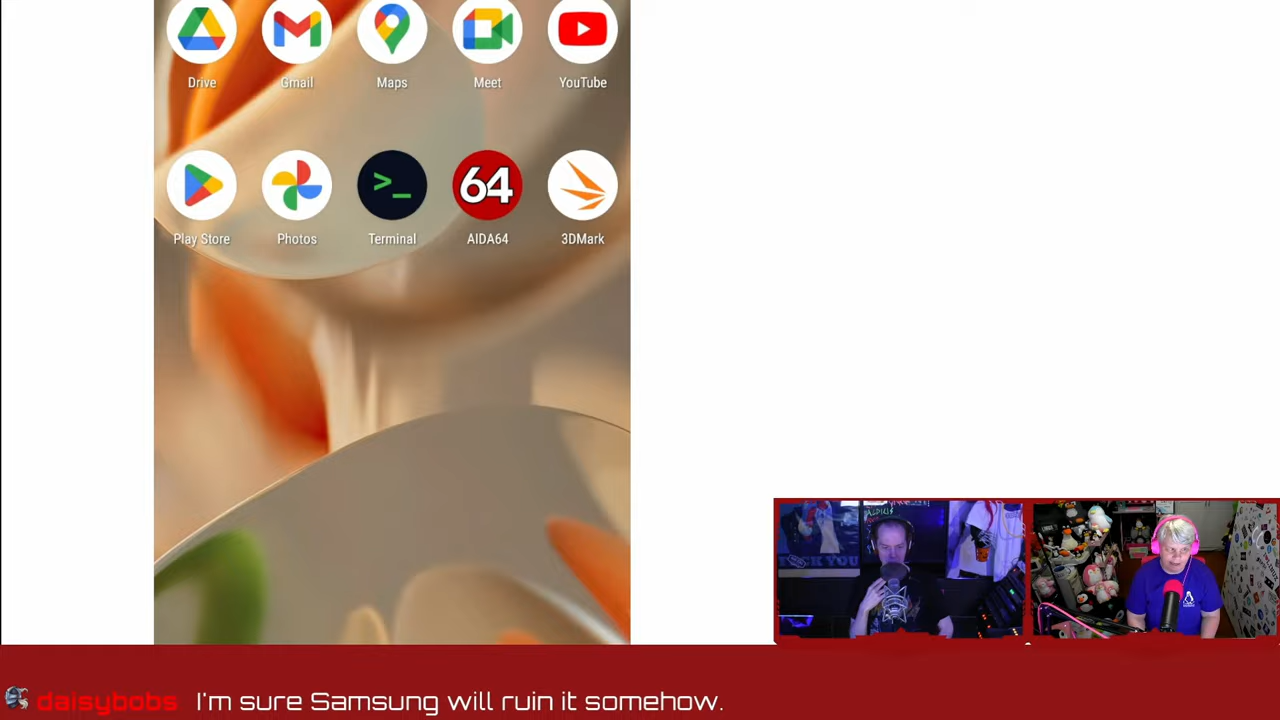 Drive Gmail Maps Meet YouTube
>_ 64
Play Store Photos Terminal AIDA64 3DMark
daisybobs I'm sure Samsung will ruin it somehow.